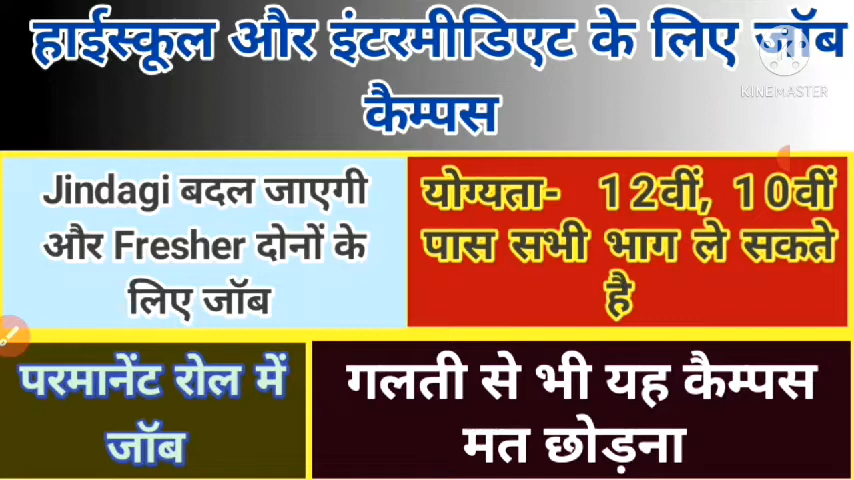 हाईस्कूल और इंटरमीडिएट के लिए जॉब
कैम्पस
KINEMASTER
Jindagi बदल जाएगी
और Fresher दोनों के
लिए जॉब
योग्यता- 12वीं, 10वीं
पास सभी भाग ले सकते
है
परमानेंट रोल में
जॉब
गलती से भी यह कैम्पस
मत छोड़ना